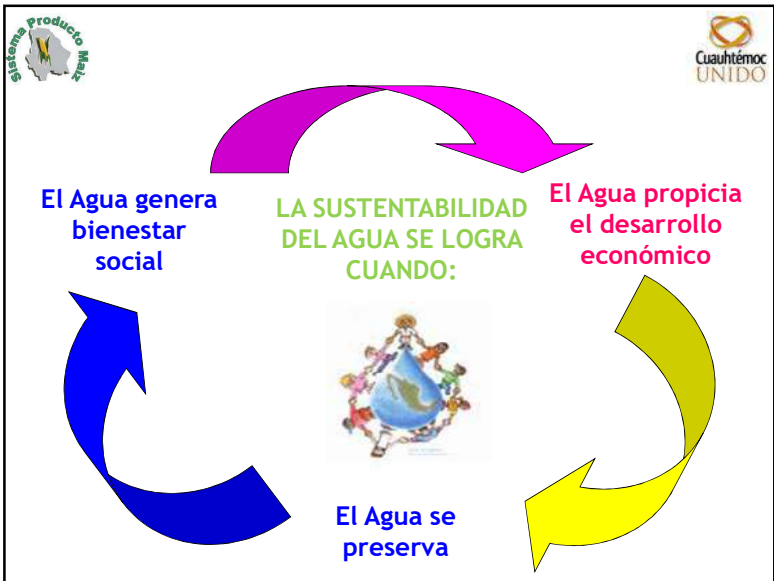 Sistema Producto Maiz
Cuauhtémoc
UNIDO
El Agua genera
bienestar
social
LA SUSTENTABILIDAD
DEL AGUA SE LOGRA
CUANDO:
El Agua propicia
el desarrollo
económico
El Agua se
preserva